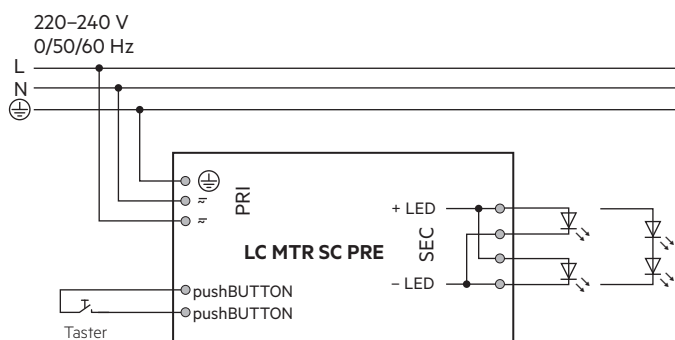 220–240 V
0/50/60 Hz
L
N
PRI
+ LED
SEC
LC MTR SC PRE
– LED
pushBUTTON
pushBUTTON
Taster